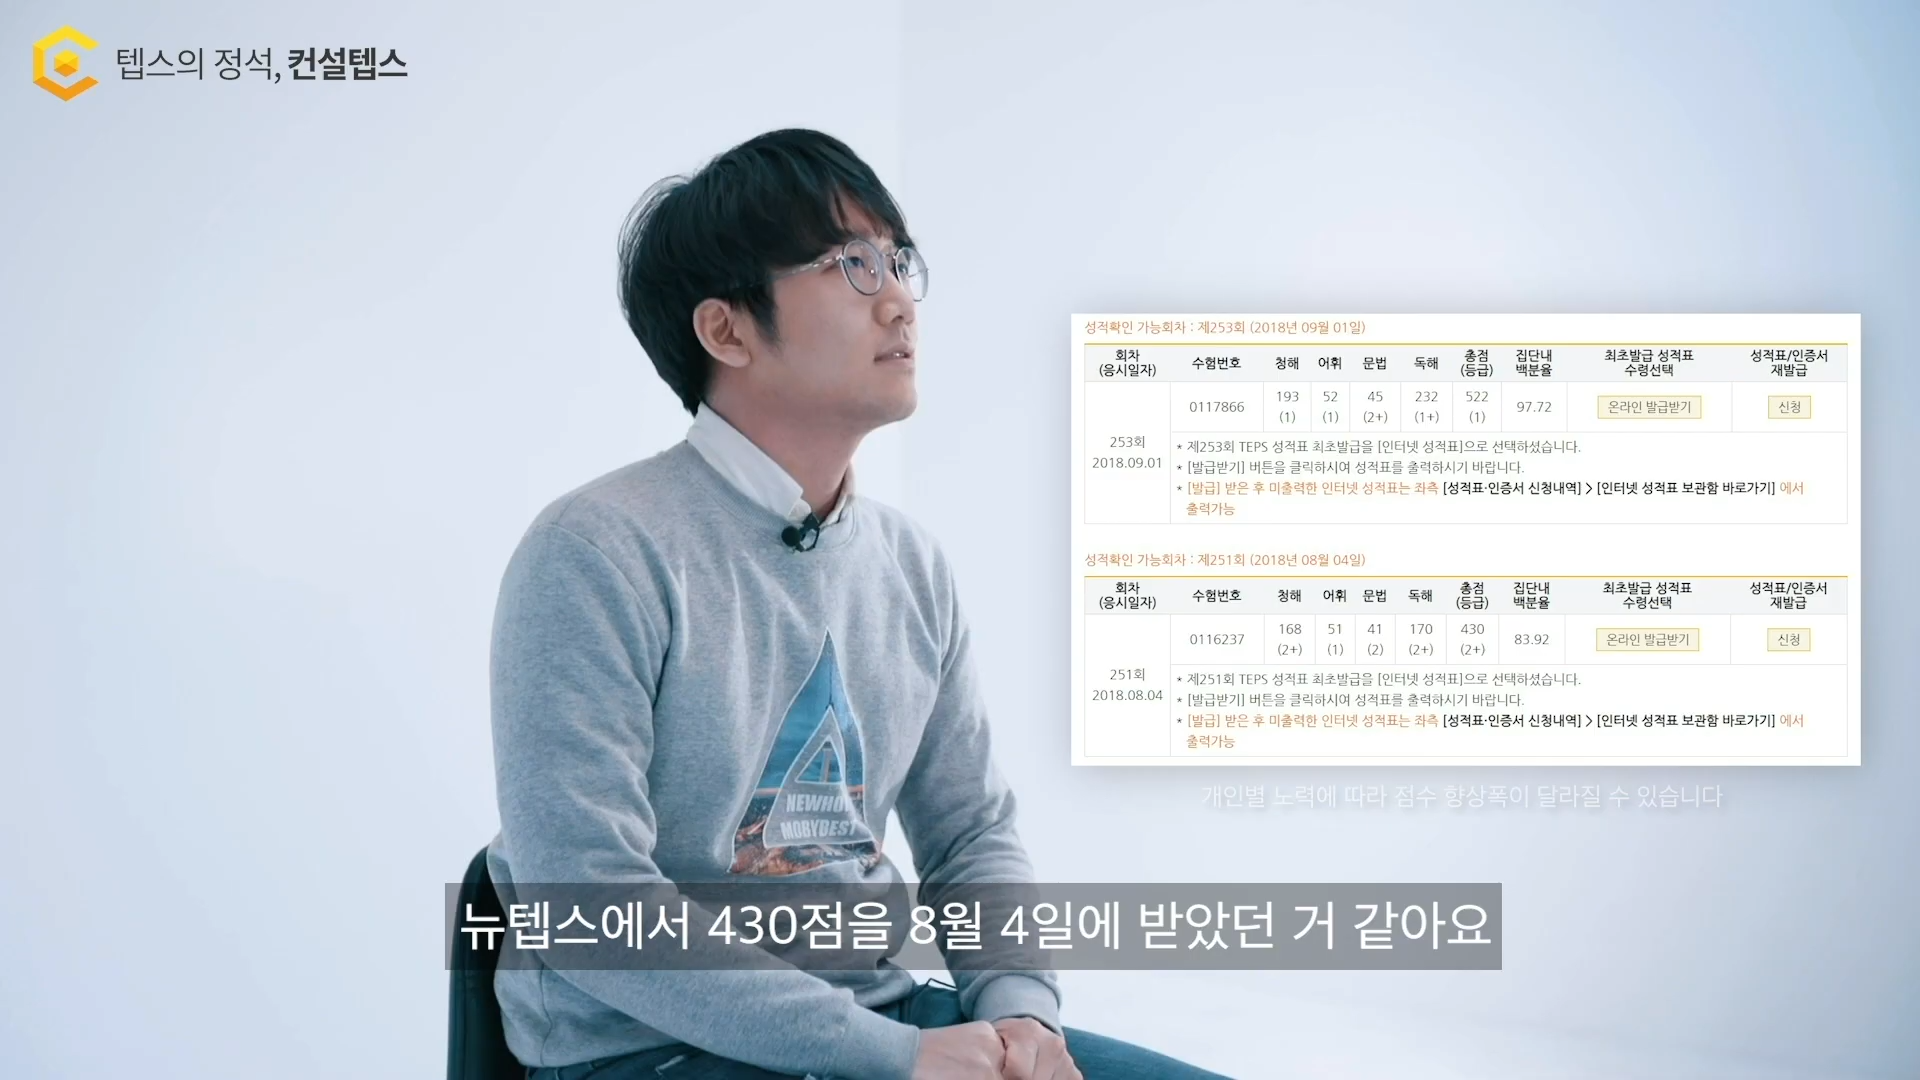 텝스의 정석, 컨설텝스
성적확인 가능회차 : 제253회 (2018년 09월 01일)
회차 (응시일자) 수험번호 청해 어휘 문법 독해 총점 (등급) 집단내 백분율 최초발급 성적표 수령선택 성적표/인증서 재발급
253회 2018.09.01 0117866 193 (1) 52 (1) 45 (2+) 232 (1+) 522 (1) 97.72 온라인 발급받기 신청
* 제253회 TEPS 성적표 최초발급을 [인터넷 성적표]으로 선택하셨습니다.
* [발급받기] 버튼을 클릭하시여 성적표를 출력하시기 바랍니다.
* [발급] 받은 후 미출력한 인터넷 성적표는 좌측 [성적표·인증서 신청내역] > [인터넷 성적표 보관함 바로가기] 에서
출력가능
성적확인 가능회차 : 제251회 (2018년 08월 04일)
회차 (응시일자) 수험번호 청해 어휘 문법 독해 총점 (등급) 집단내 백분율 최초발급 성적표 수령선택 성적표/인증서 재발급
251회 2018.08.04 0116237 168 (2+) 51 (1) 41 (2) 170 (2+) 430 (2+) 83.92 온라인 발급받기 신청
* 제251회 TEPS 성적표 최초발급을 [인터넷 성적표]으로 선택하셨습니다.
* [발급받기] 버튼을 클릭하시여 성적표를 출력하시기 바랍니다.
* [발급] 받은 후 미출력한 인터넷 성적표는 좌측 [성적표·인증서 신청내역] > [인터넷 성적표 보관함 바로가기] 에서
출력가능
개인별 노력에 따라 점수 향상폭이 달라질 수 있습니다
MOBYBEST
뉴텝스에서 430점을 8월 4일에 받았던 거 같아요